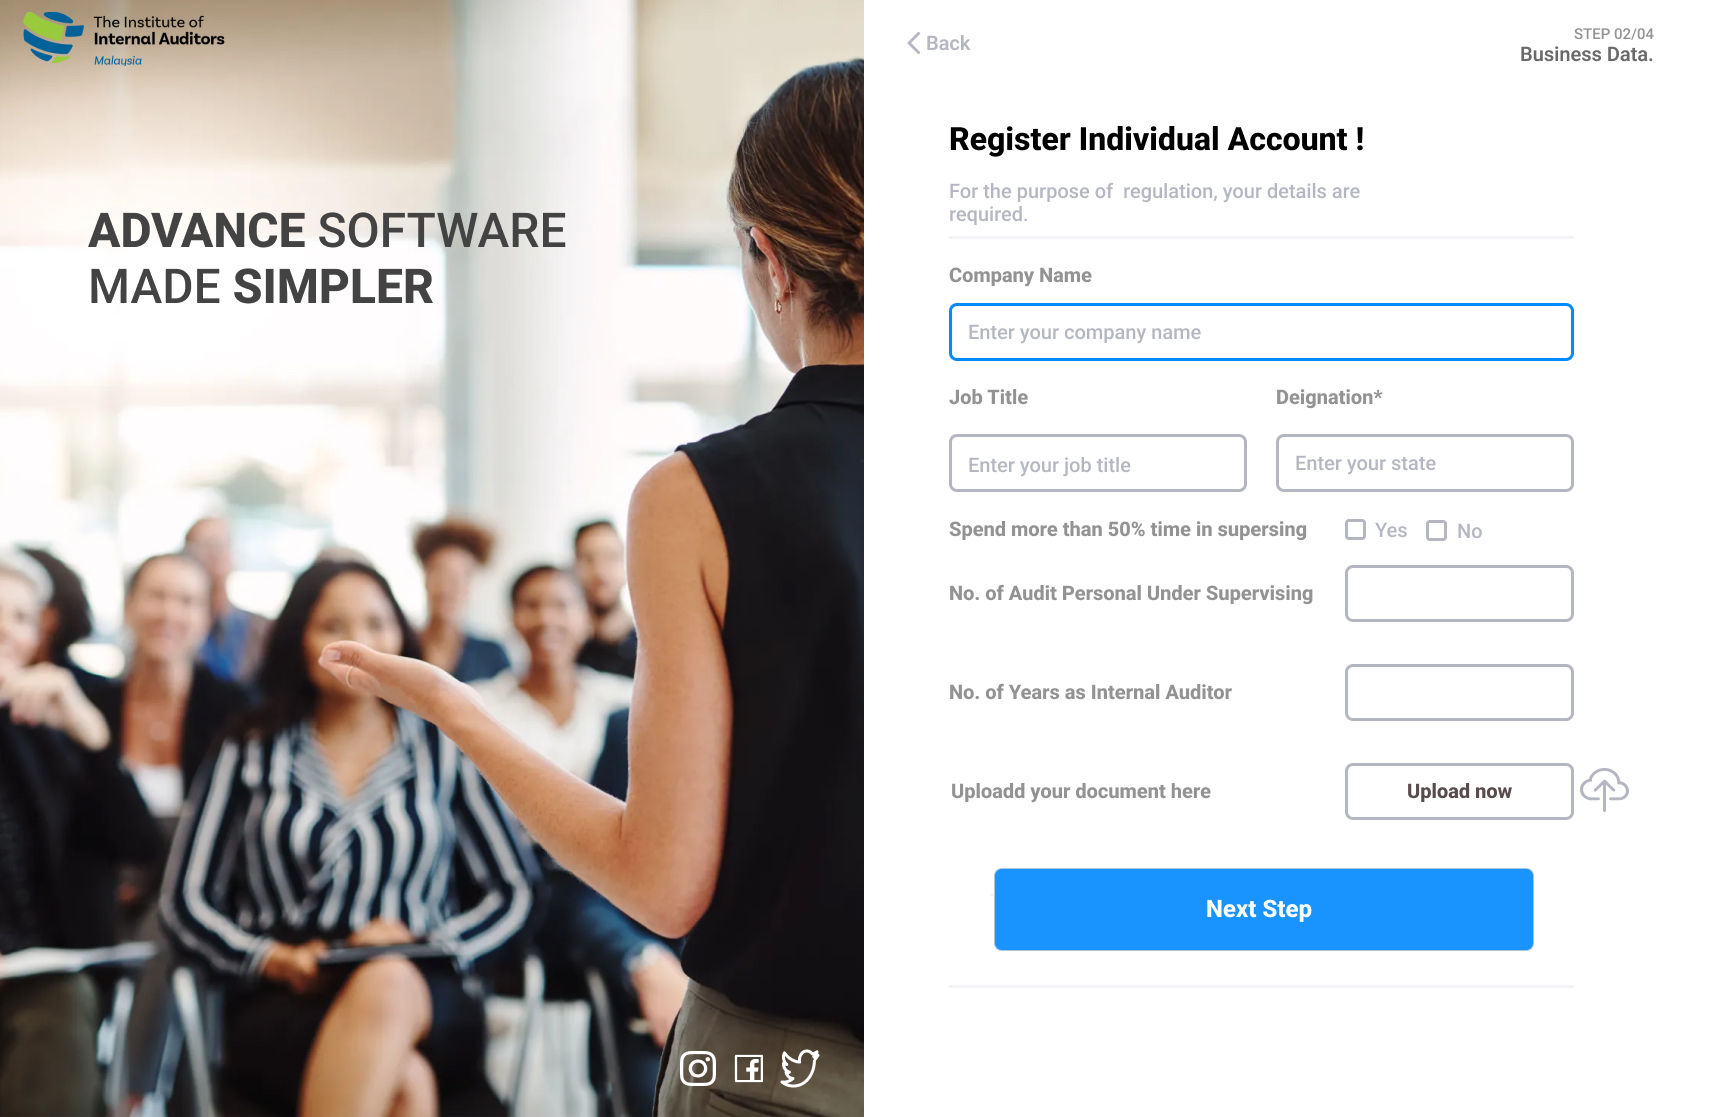 The Institute of
Internal Auditors
Malaysia
ADVANCE SOFTWARE
MADE SIMPLER
Back
STEP 02/04
Business Data.
Register Individual Account !
For the purpose of  regulation, your details are
required.
Company Name
Enter your company name
Job Title
Deignation*
Enter your job title
Enter your state
Spend more than 50% time in supersing
Yes
No
No. of Audit Personal Under Supervising
No. of Years as Internal Auditor
Uploadd your document here
Upload now
Next Step